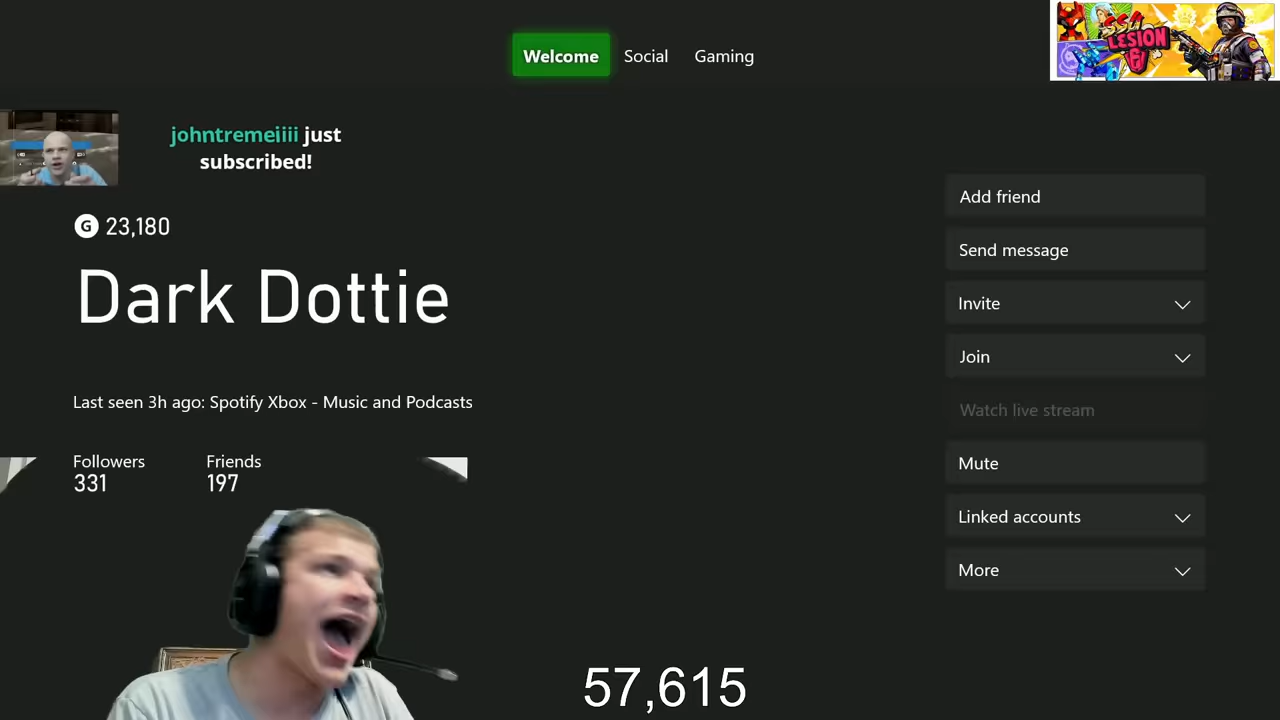 Welcome
Social
Gaming
SSA
LESION
johntremeiiii just
subscribed!
G 23,180
Dark Dottie
Last seen 3h ago: Spotify Xbox - Music and Podcasts
Followers
331
Friends
197
Add friend
Send message
Invite
Join
Watch live stream
Mute
Linked accounts
More
57,615